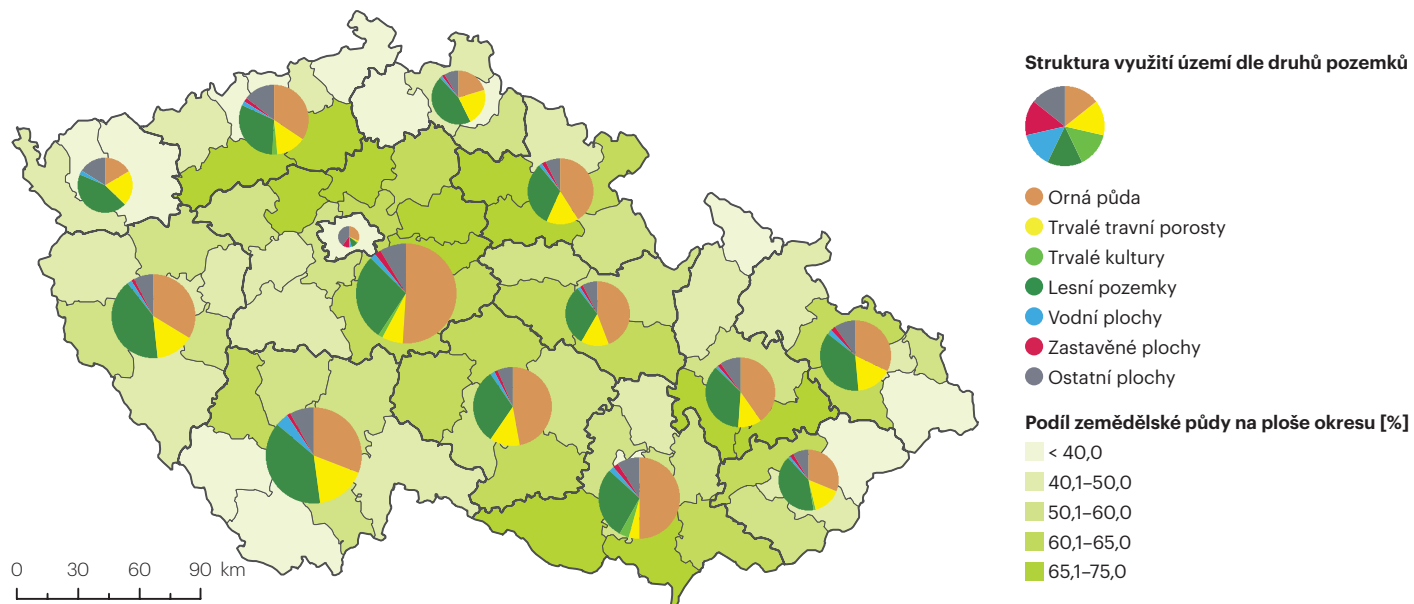 Struktura využití území dle druhů pozemků
Orná půda
Trvalé travní porosty
Trvalé kultury
Lesní pozemky
Vodní plochy
Zastavěné plochy
Ostatní plochy
Podíl zemědělské půdy na ploše okresu [%]
< 40,0
40,1–50,0
50,1–60,0
60,1–65,0
65,1–75,0
0 30 60 90 km